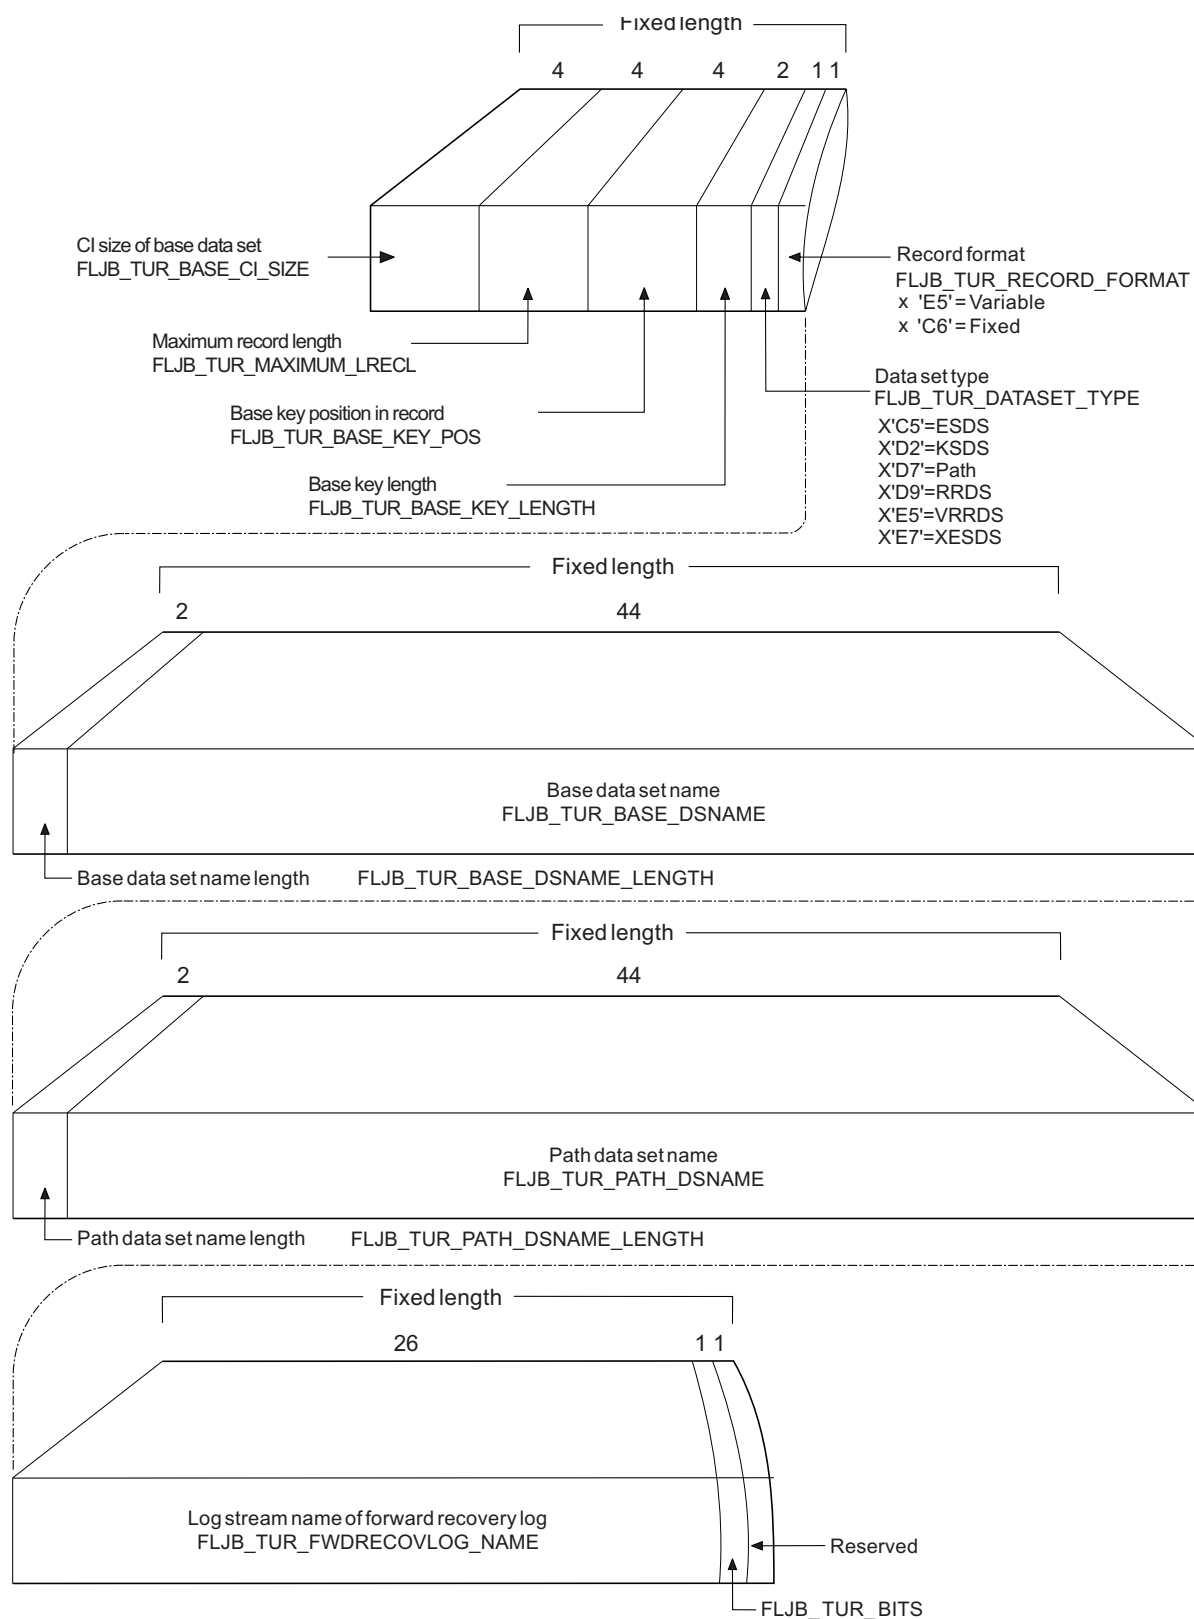 Fixed length
4 4 4 2 1 1
CI size of base data set
FLJB_TUR_BASE_CI_SIZE
Record format
FLJB_TUR_RECORD_FORMAT
x 'E5'=Variable
x 'C6'=Fixed
Maximum record length
FLJB_TUR_MAXIMUM_LRECL
Data set type
FLJB_TUR_DATASET_TYPE
X'C5'=ESDS
X'D2'=KSDS
X'D7'=Path
X'D9'=RRDS
X'E5'=VRRDS
X'E7'=XESDS
Base key position in record
FLJB_TUR_BASE_KEY_POS
Base key length
FLJB_TUR_BASE_KEY_LENGTH
Fixed length
2 44
Base data set name
FLJB_TUR_BASE_DSNAME
Base data set name length FLJB_TUR_BASE_DSNAME_LENGTH
Fixed length
2 44
Path data set name
FLJB_TUR_PATH_DSNAME
Path data set name length FLJB_TUR_PATH_DSNAME_LENGTH
Fixed length
26 1 1
Log stream name of forward recovery log
FLJB_TUR_FWDRECOVLOG_NAME
Reserved
FLJB_TUR_BITS